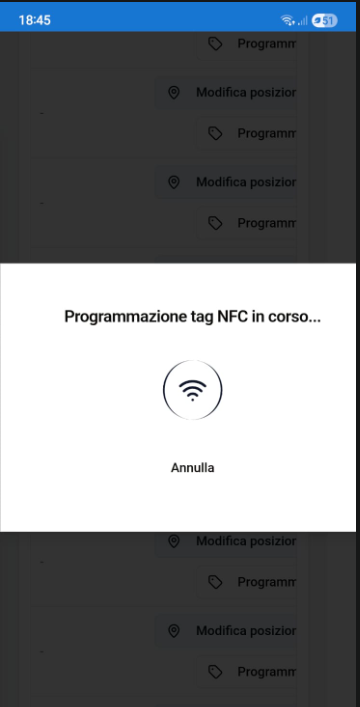 18:45
51
Programm
Modifica posizior
-
Programm
Modifica posizior
-
Programm
Programmazione tag NFC in corso...
Annulla
Modifica posizior
-
Programm
Modifica posizior
-
Programm